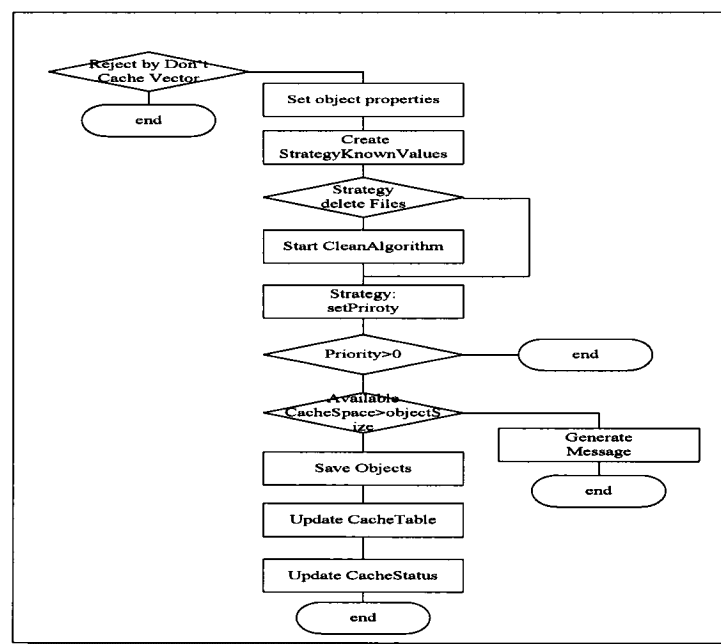 Reject by Don't
Cache Vector
end
Set object properties
Create
StrategyKnownValues
Strategy
delete Files
Start CleanAlgorithm
Strategy:
setPriroty
Priority>0
end
Available
CacheSpace>objectS
ize
Generate
Message
end
Save Objects
Update CacheTable
Update CacheStatus
end